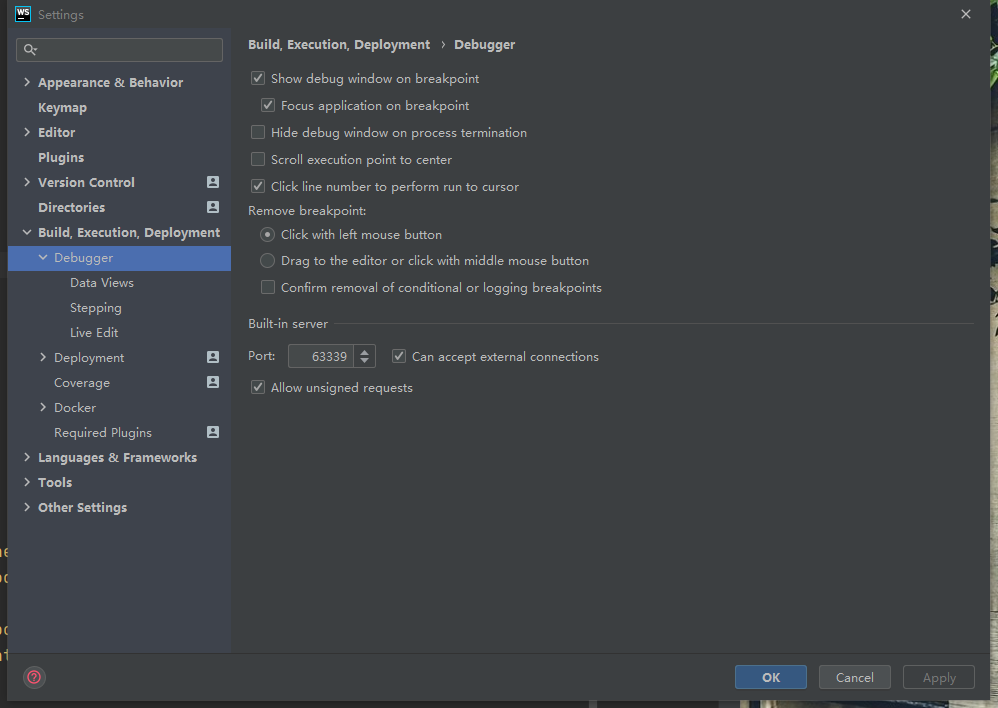 WS Settings
Build, Execution, Deployment › Debugger
Appearance & Behavior
Keymap
Editor
Plugins
Version Control
Directories
Build, Execution, Deployment
Debugger
Data Views
Stepping
Live Edit
Deployment
Coverage
Docker
Required Plugins
Languages & Frameworks
Tools
Other Settings
Show debug window on breakpoint
Focus application on breakpoint
Hide debug window on process termination
Scroll execution point to center
Click line number to perform run to cursor
Remove breakpoint:
Click with left mouse button
Drag to the editor or click with middle mouse button
Confirm removal of conditional or logging breakpoints
Built-in server
Port: 63339 Can accept external connections
Allow unsigned requests
? OK Cancel Apply